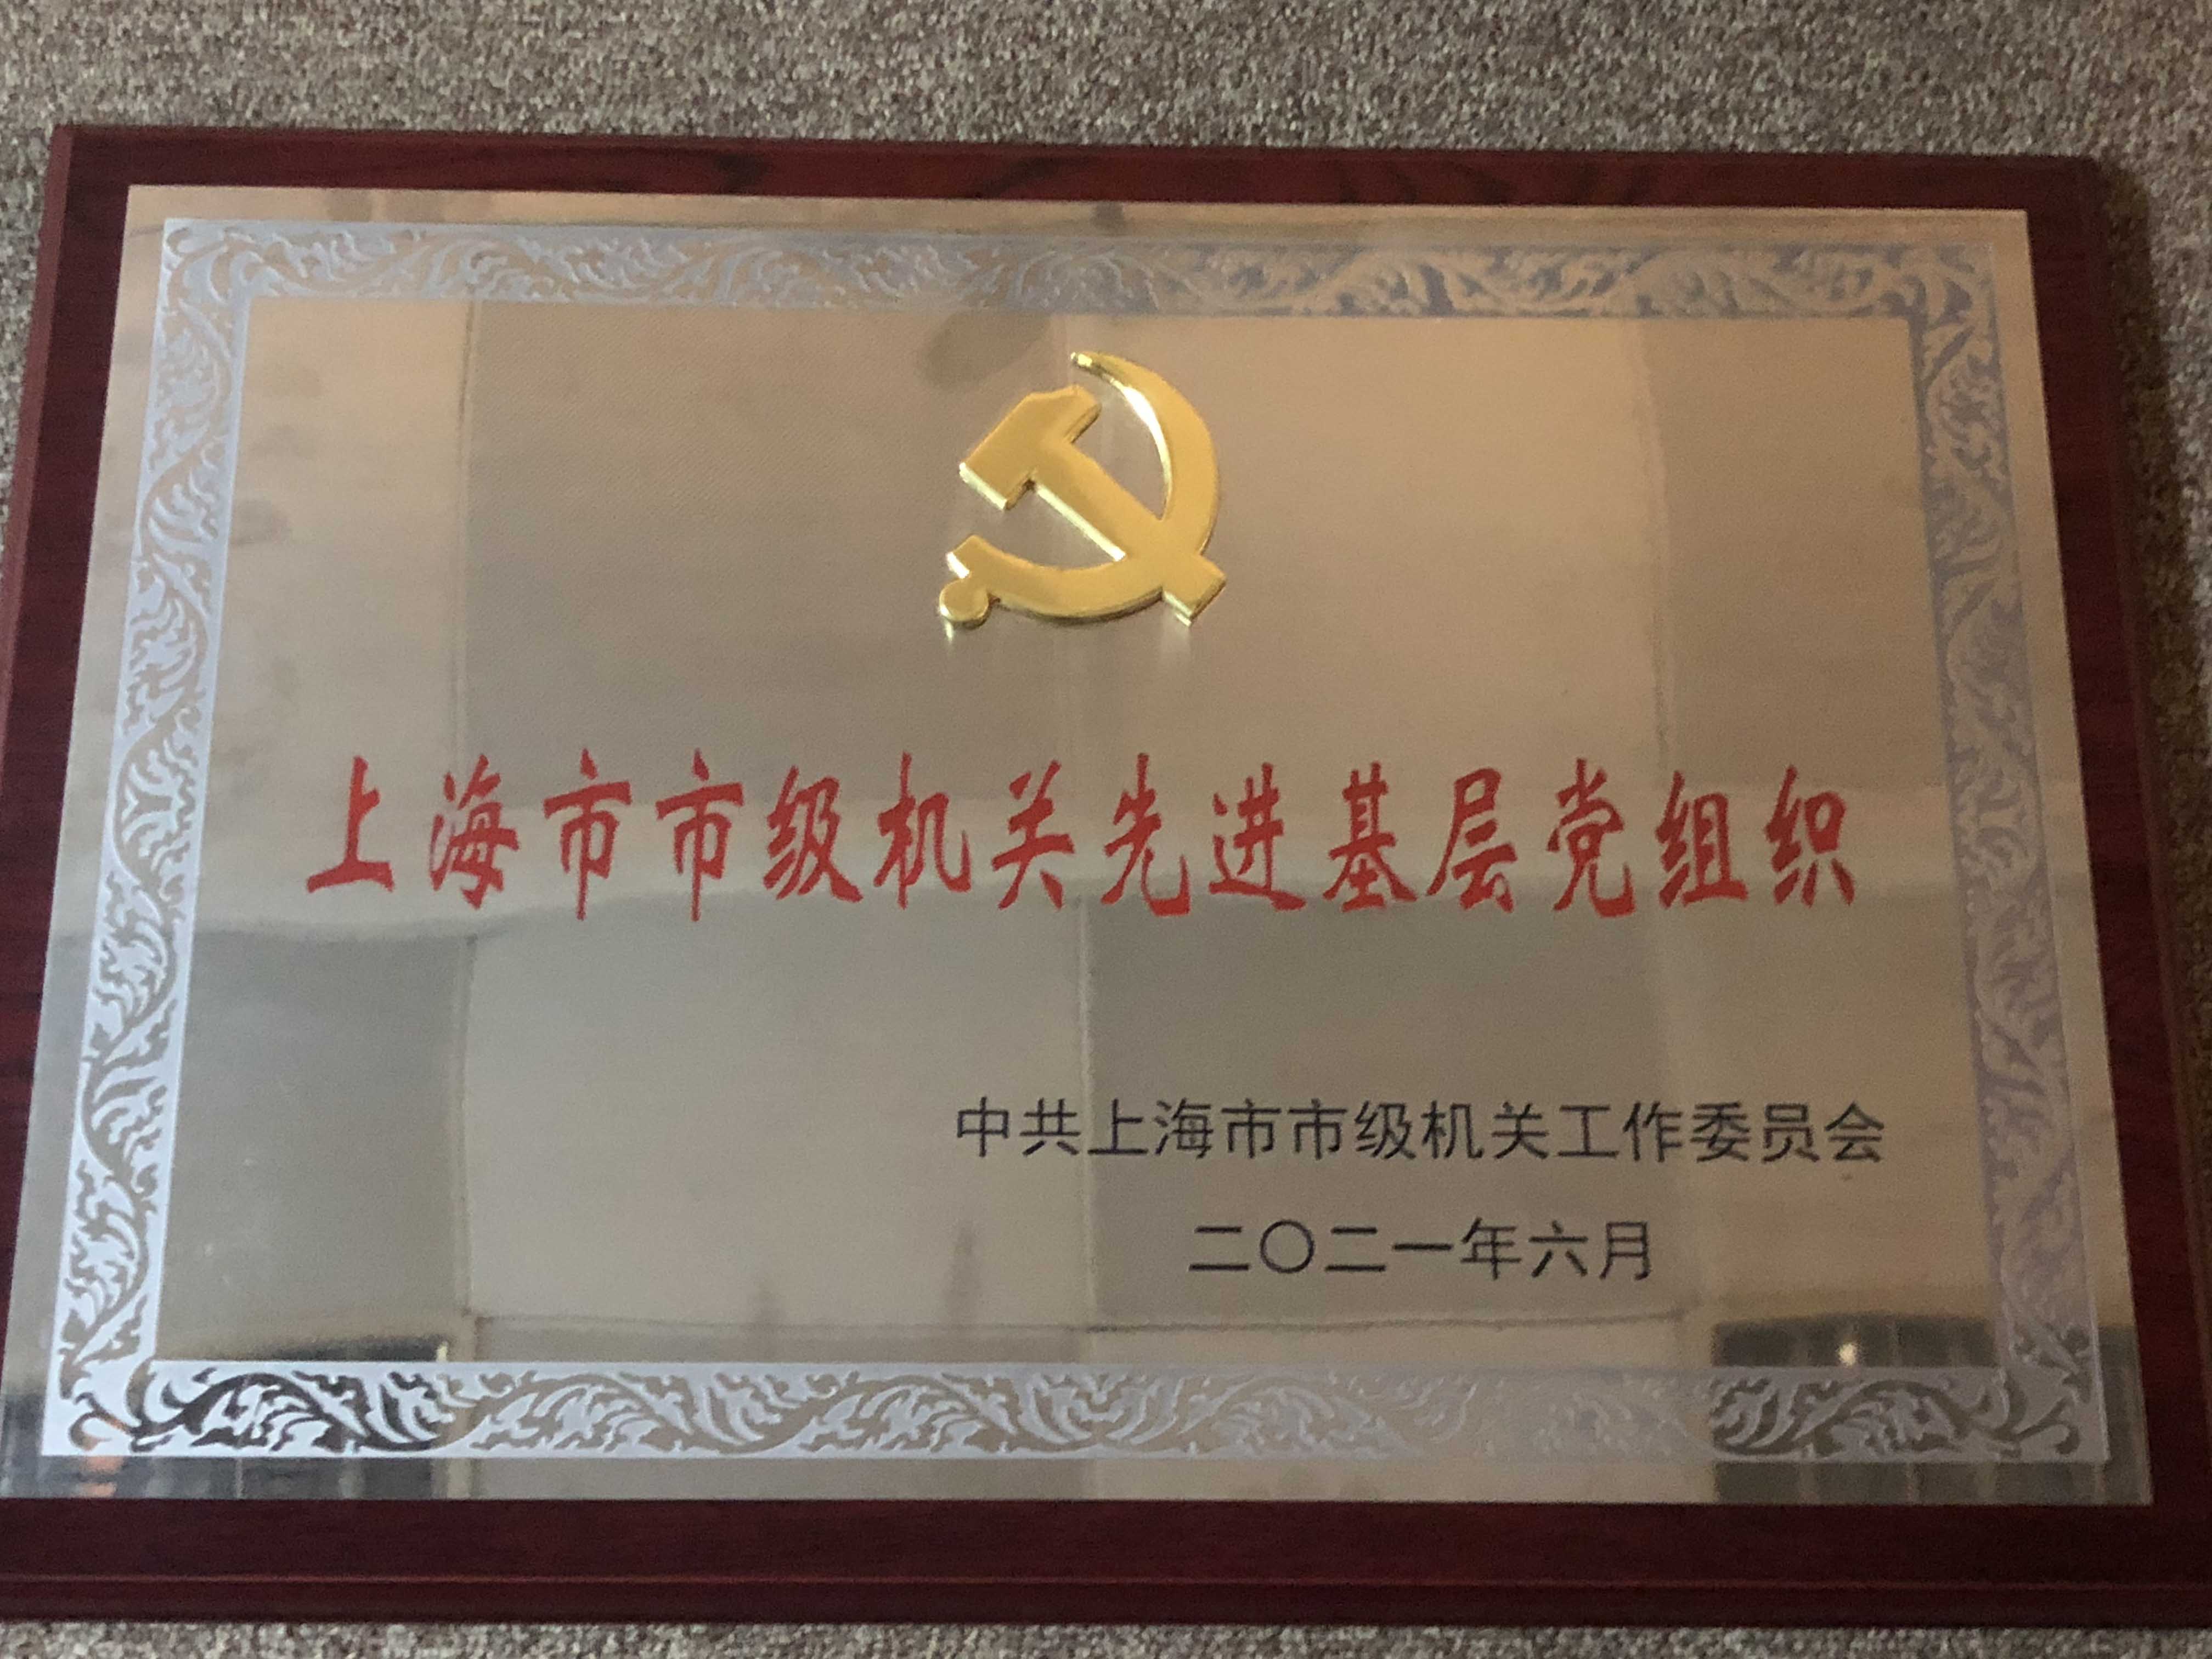 上海市市级机关先进基层党组织
中共上海市市级机关工作委员会
二〇二一年六月